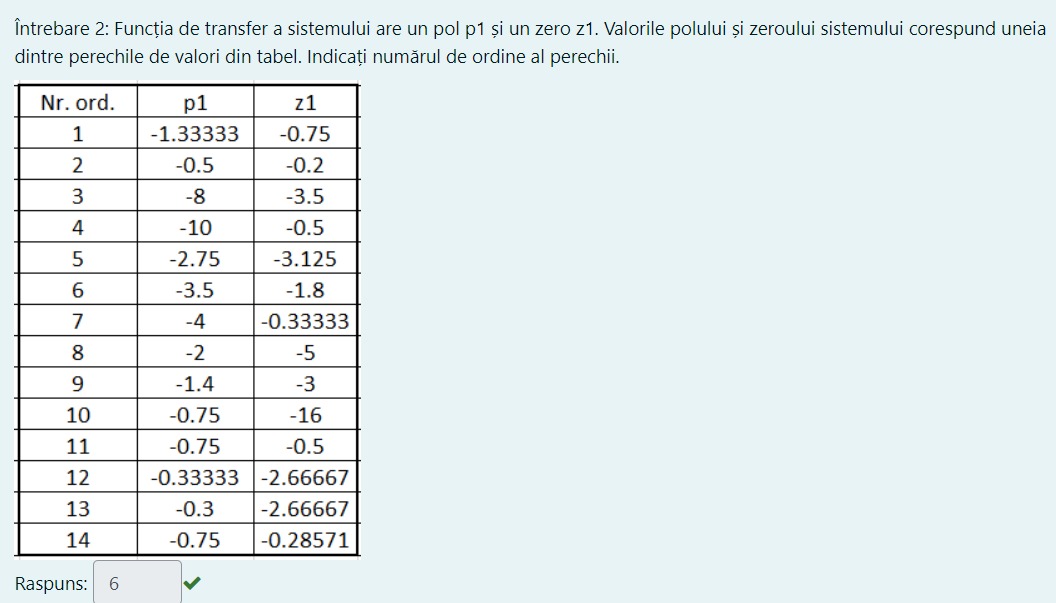 Întrebare 2: Funcția de transfer a sistemului are un pol p1 și un zero z1. Valorile polului și zeroului sistemului corespund uneia
dintre perechile de valori din tabel. Indicați numărul de ordine al perechii.
Nr. ord. p1 z1
1 -1.33333 -0.75
2 -0.5 -0.2
3 -8 -3.5
4 -10 -0.5
5 -2.75 -3.125
6 -3.5 -1.8
7 -4 -0.33333
8 -2 -5
9 -1.4 -3
10 -0.75 -16
11 -0.75 -0.5
12 -0.33333 -2.66667
13 -0.3 -2.66667
14 -0.75 -0.28571
Raspuns: 6